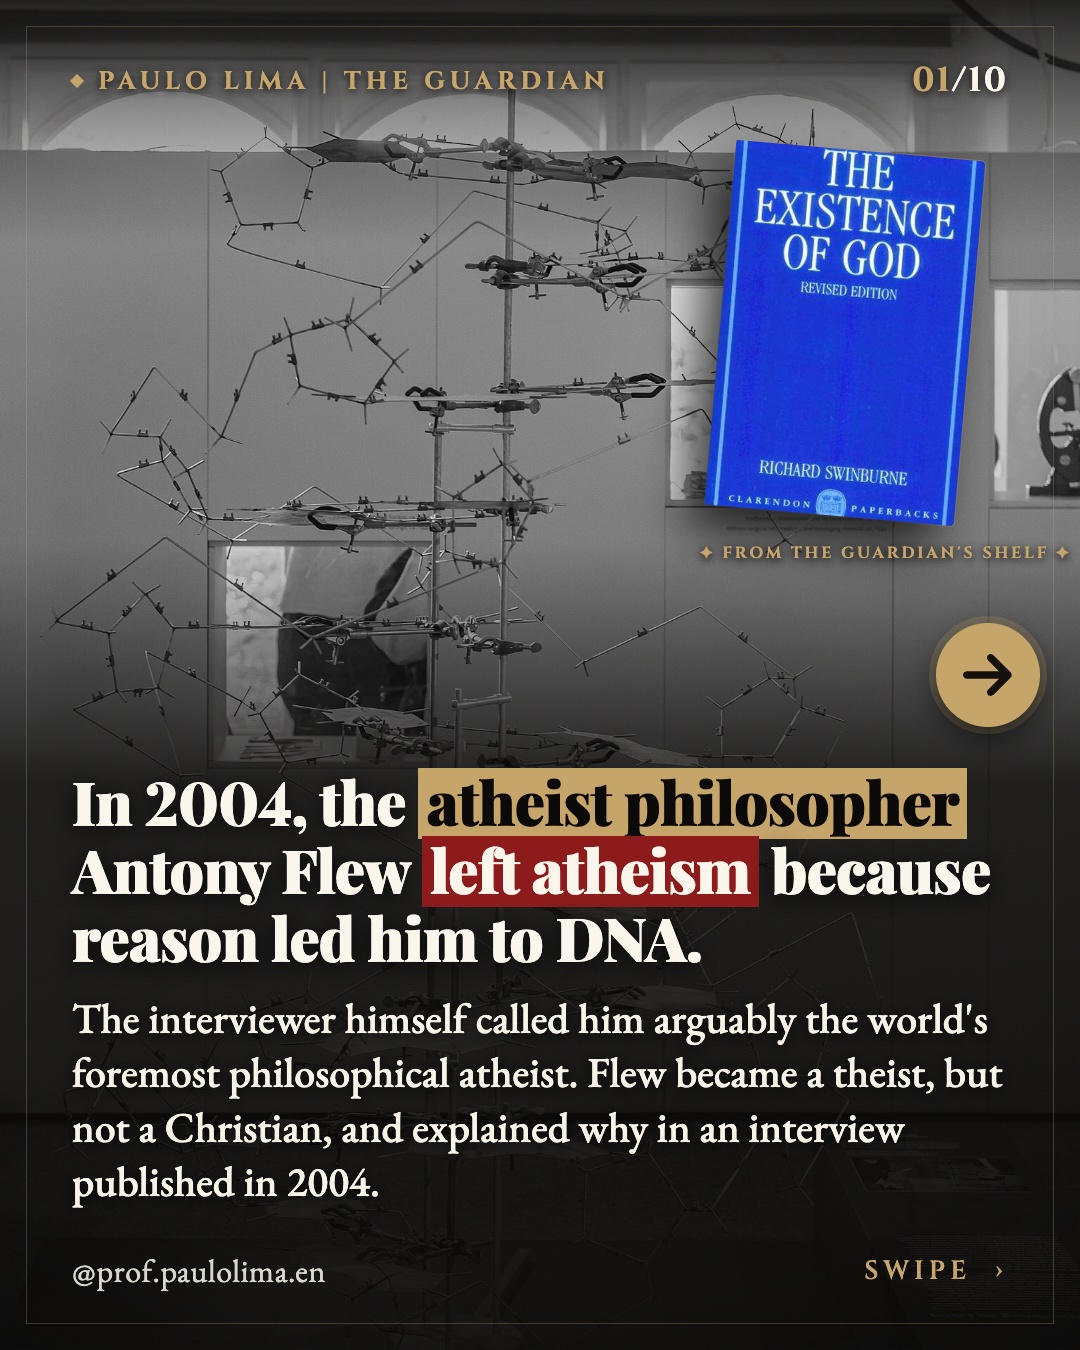 ◆ PAULO LIMA | THE GUARDIAN
01/10
THE
EXISTENCE
OF GOD
REVISED EDITION
RICHARD SWINBURNE
CLARENDON PAPERBACKS
✦ FROM THE GUARDIAN'S SHELF ✦
In 2004, the atheist philosopher
Antony Flew left atheism because
reason led him to DNA.
The interviewer himself called him arguably the world's
foremost philosophical atheist. Flew became a theist, but
not a Christian, and explained why in an interview
published in 2004.
@prof.paulolima.en
SWIPE ›